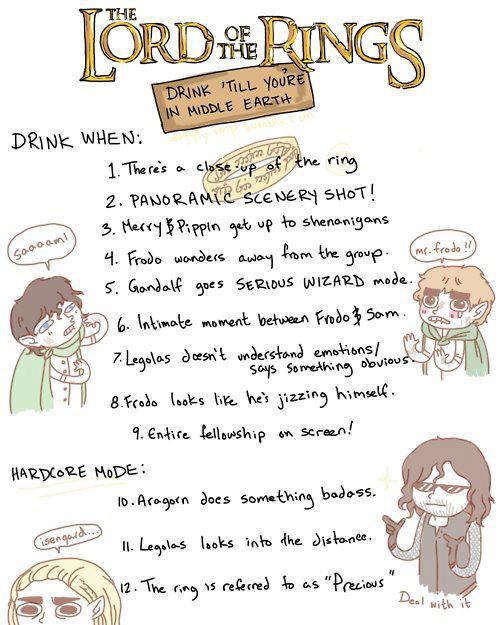 THE
LORD OF THE RINGS
DRINK 'TILL YOU'RE
IN MIDDLE EARTH
DRINK WHEN:
1. There's a close-up of the ring
2. PANORAMIC SCENERY SHOT!
3. Merry & Pippin get up to shenanigans
4. Frodo wanders away from the group.
saaaam!
mr. frodo!!
5. Gandalf goes SERIOUS WIZARD mode.
6. Intimate moment between Frodo & Sam.
7. Legolas doesn't understand emotions/
says something obvious.
8. Frodo looks like he's jizzing himself.
9. Entire fellowship on screen!
HARDCORE MODE:
10. Aragorn does something badass.
isengard...
11. Legolas looks into the distance.
12. The ring is referred to as "Precious"
Deal with it